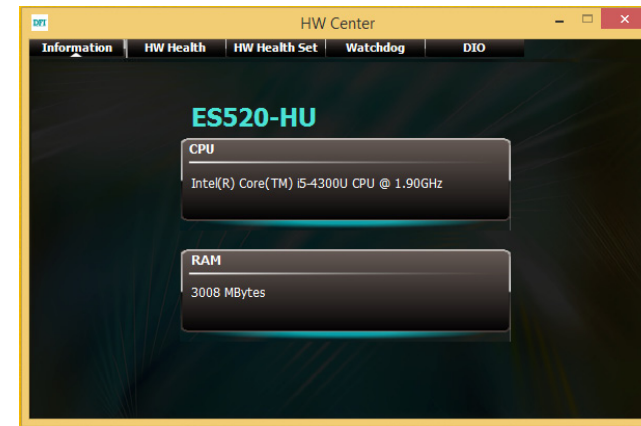 DFI
HW Center
Information HW Health HW Health Set Watchdog DIO
ES520-HU
CPU
Intel(R) Core(TM) i5-4300U CPU @ 1.90GHz
RAM
3008 MBytes